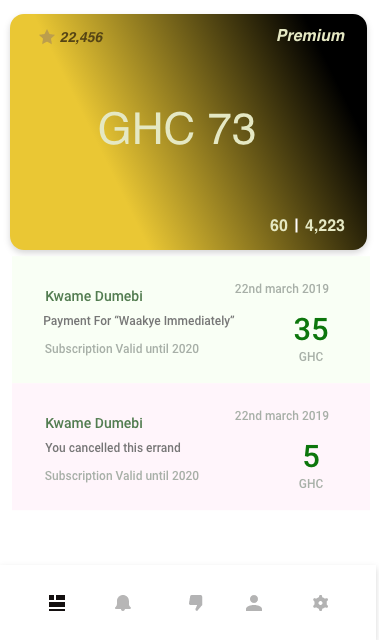 22,456
Premium
GHC 73
60 | 4,223
22nd march 2019
Kwame Dumebi
Payment For “Waakye Immediately”
35
Subscription Valid until 2020
GHC
22nd march 2019
Kwame Dumebi
You cancelled this errand
5
Subscription Valid until 2020
GHC